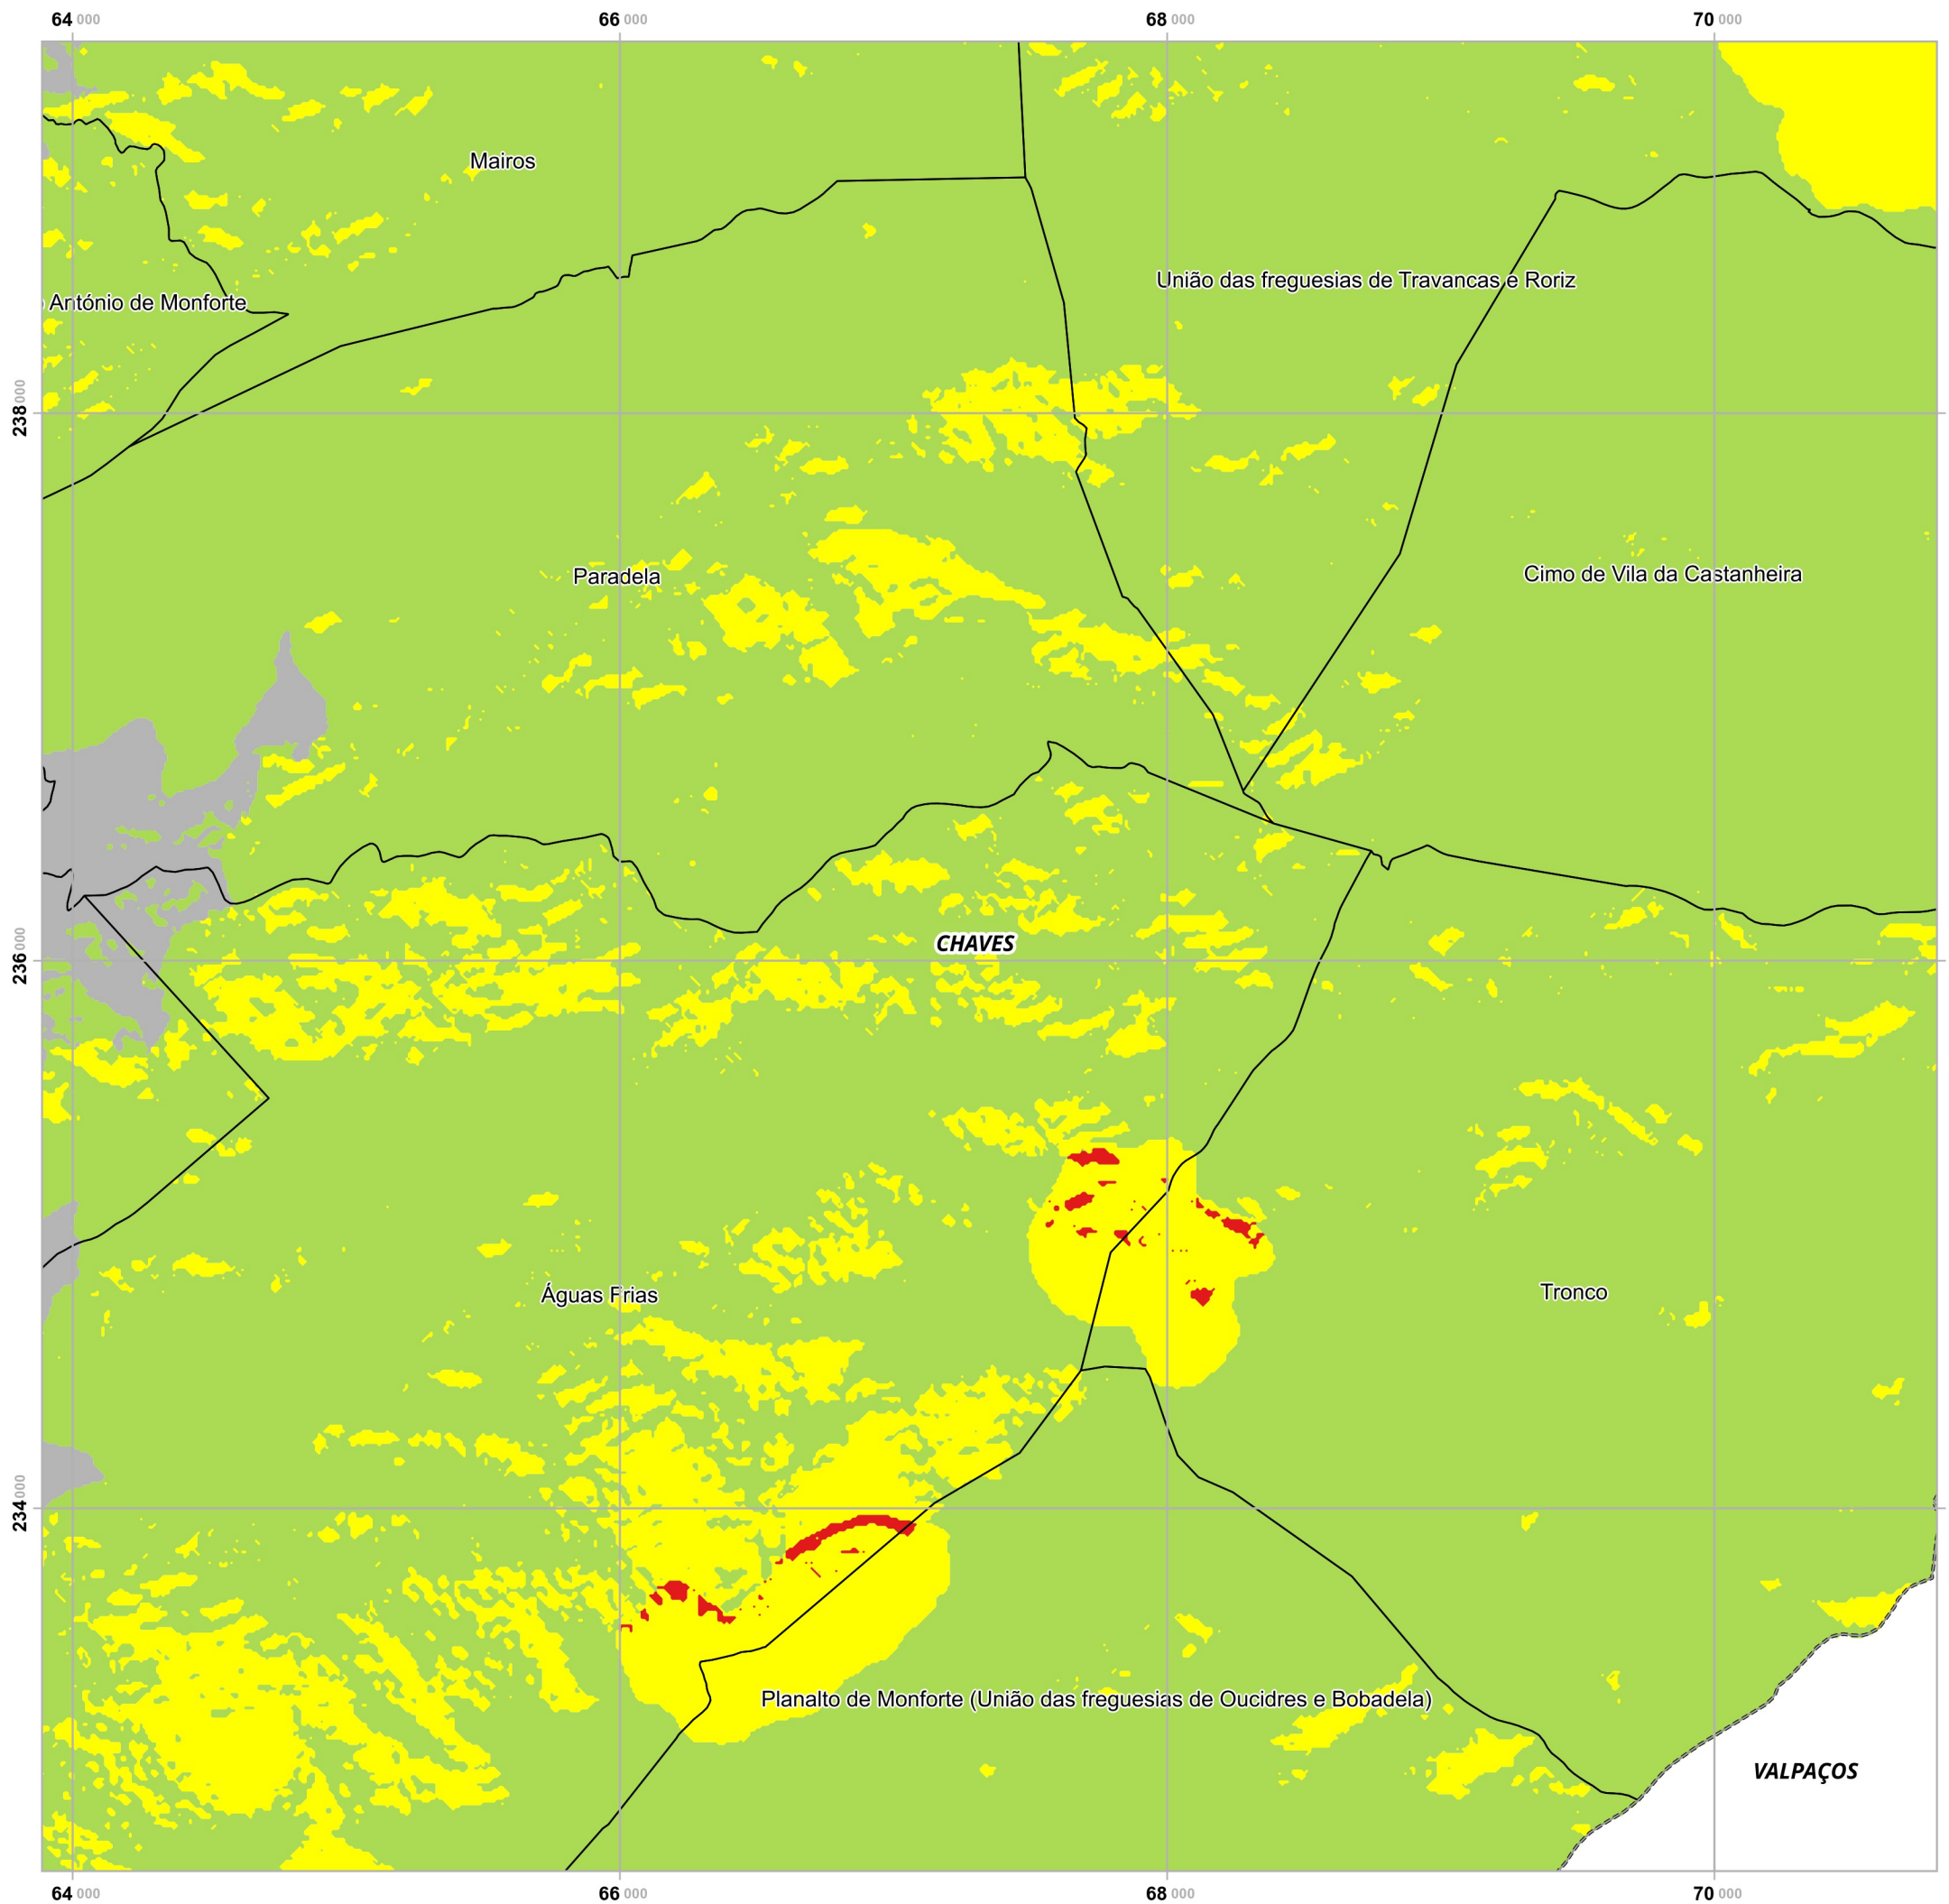 64 000 66 000 68 000 70 000
Mairos
União das freguesias de Travancas e Roriz
António de Monforte
238 000
Paradela
Cimo de Vila da Castanheira
CHAVES
236 000
Águas Frias
Tronco
234 000
Planalto de Monforte (União das freguesias de Oucidres e Bobadela)
VALPAÇOS
64 000 66 000 68 000 70 000